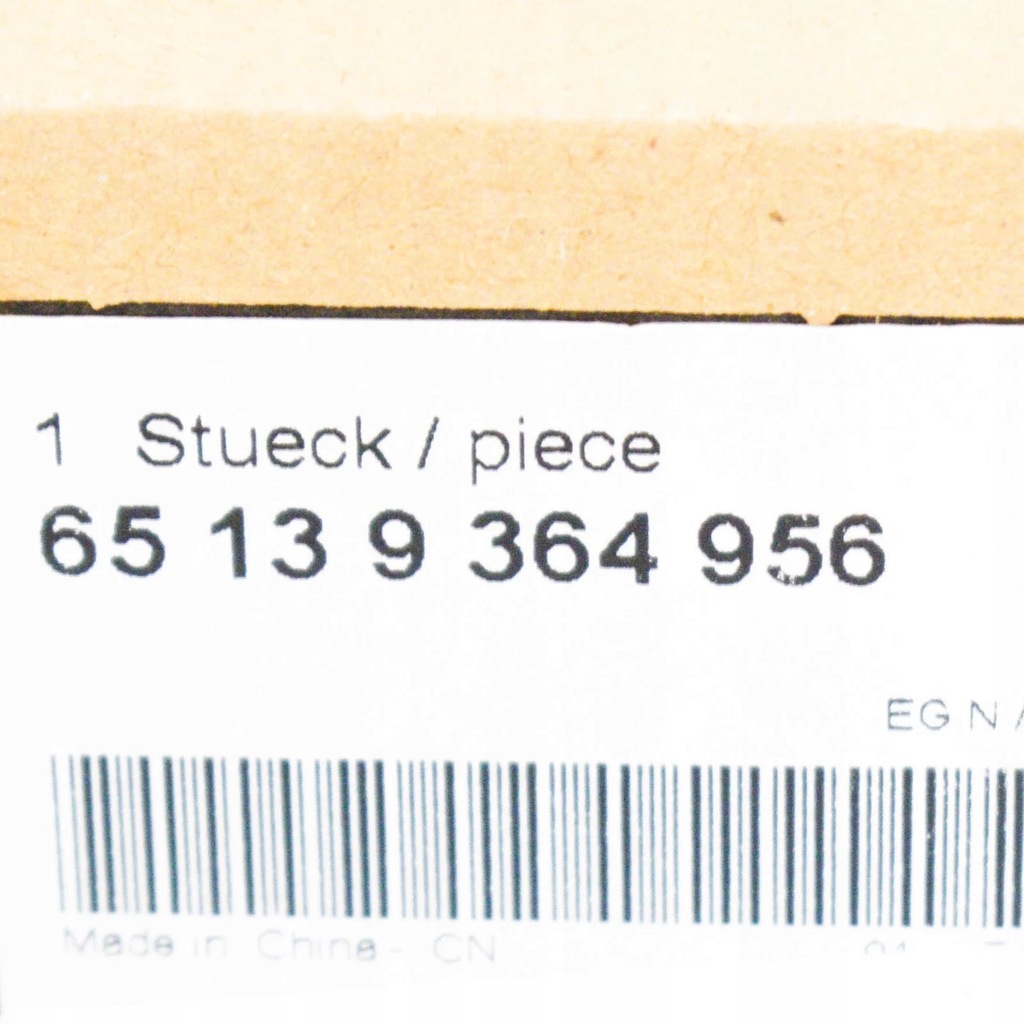 1 Stueck / piece
65 13 9 364 956
EG N /
Made in China - CN